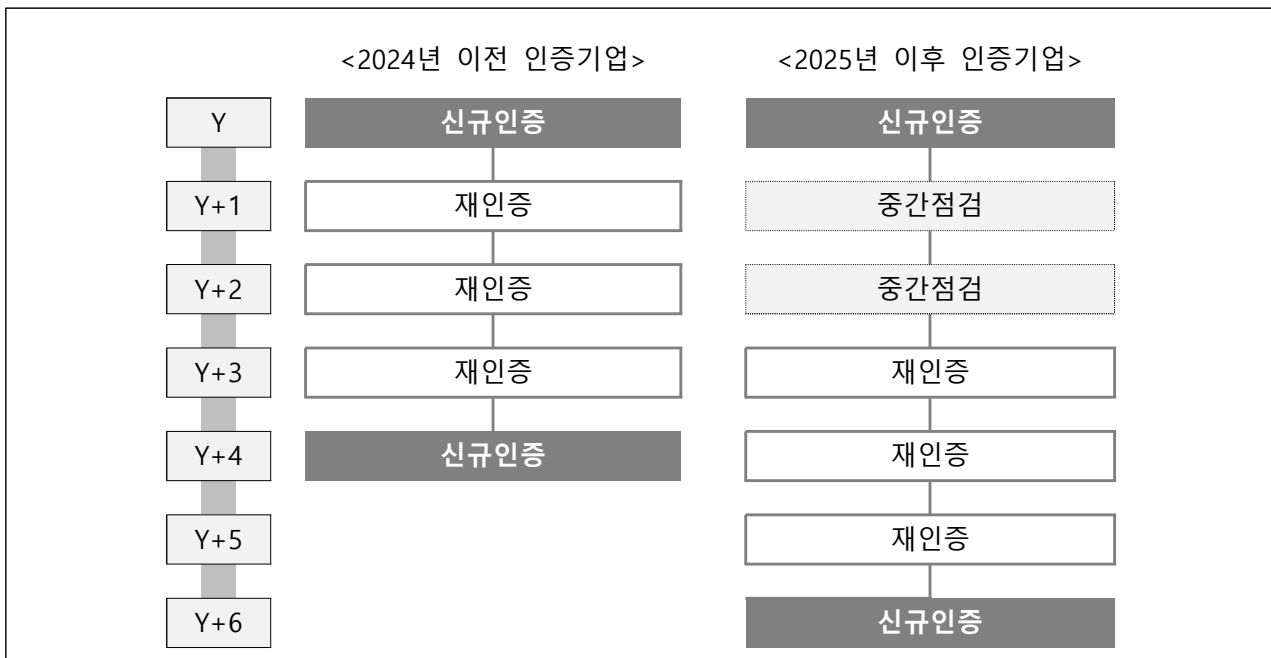 <2024년 이전 인증기업> <2025년 이후 인증기업>
Y 신규인증 신규인증
Y+1 재인증 중간점검
Y+2 재인증 중간점검
Y+3 재인증 재인증
Y+4 신규인증 재인증
Y+5 재인증
Y+6 신규인증